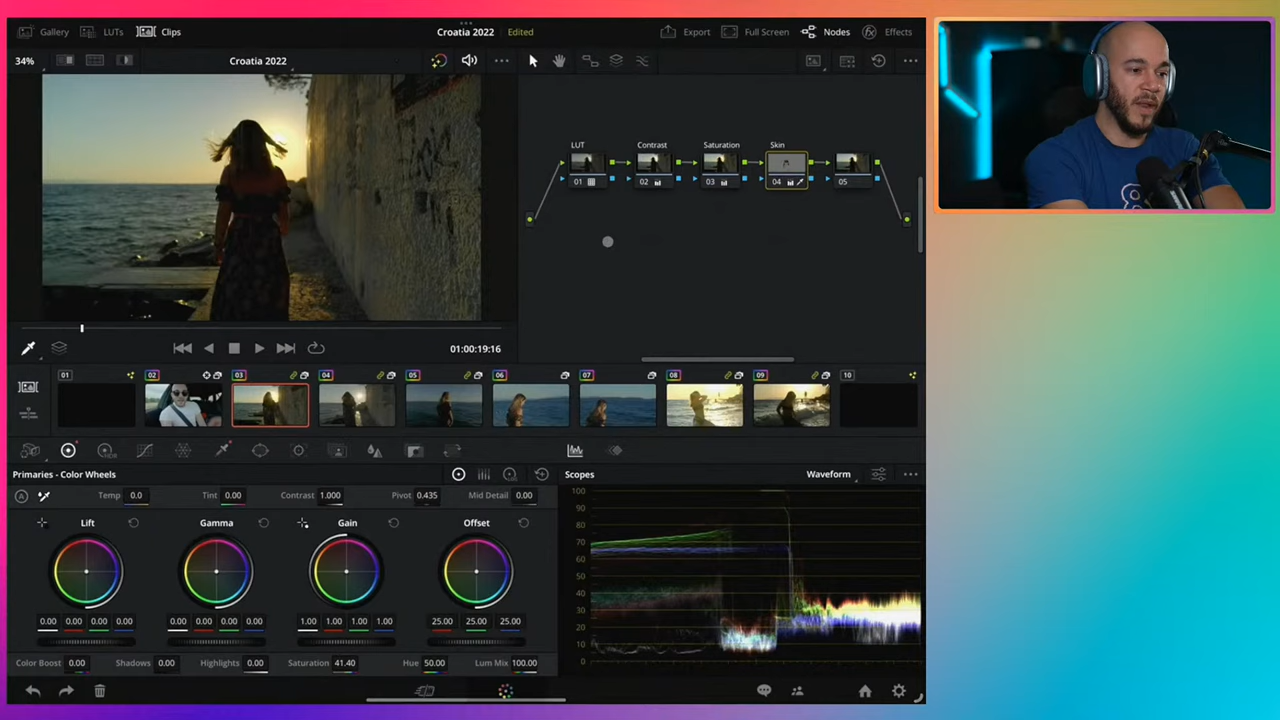 Gallery LUTs Clips Croatia 2022 Edited Export Full Screen Nodes Effects
34% Croatia 2022
LUT Contrast Saturation Skin
01 02 03 04 05
01:00:19:16
01 02 03 04 05 06 07 08 09 10
Primaries - Color Wheels Scopes Waveform
A Temp 0.0 Tint 0.00 Contrast 1.000 Pivot 0.435 Mid Detail 0.00
Lift Gamma Gain Offset
0.00 0.00 0.00 0.00 0.00 0.00 0.00 0.00 1.00 1.00 1.00 1.00 25.00 25.00 25.00
Color Boost 0.00 Shadows 0.00 Highlights 0.00 Saturation 41.40 Hue 50.00 Lum Mix 100.00
100
90
80
70
60
50
40
30
20
10
0